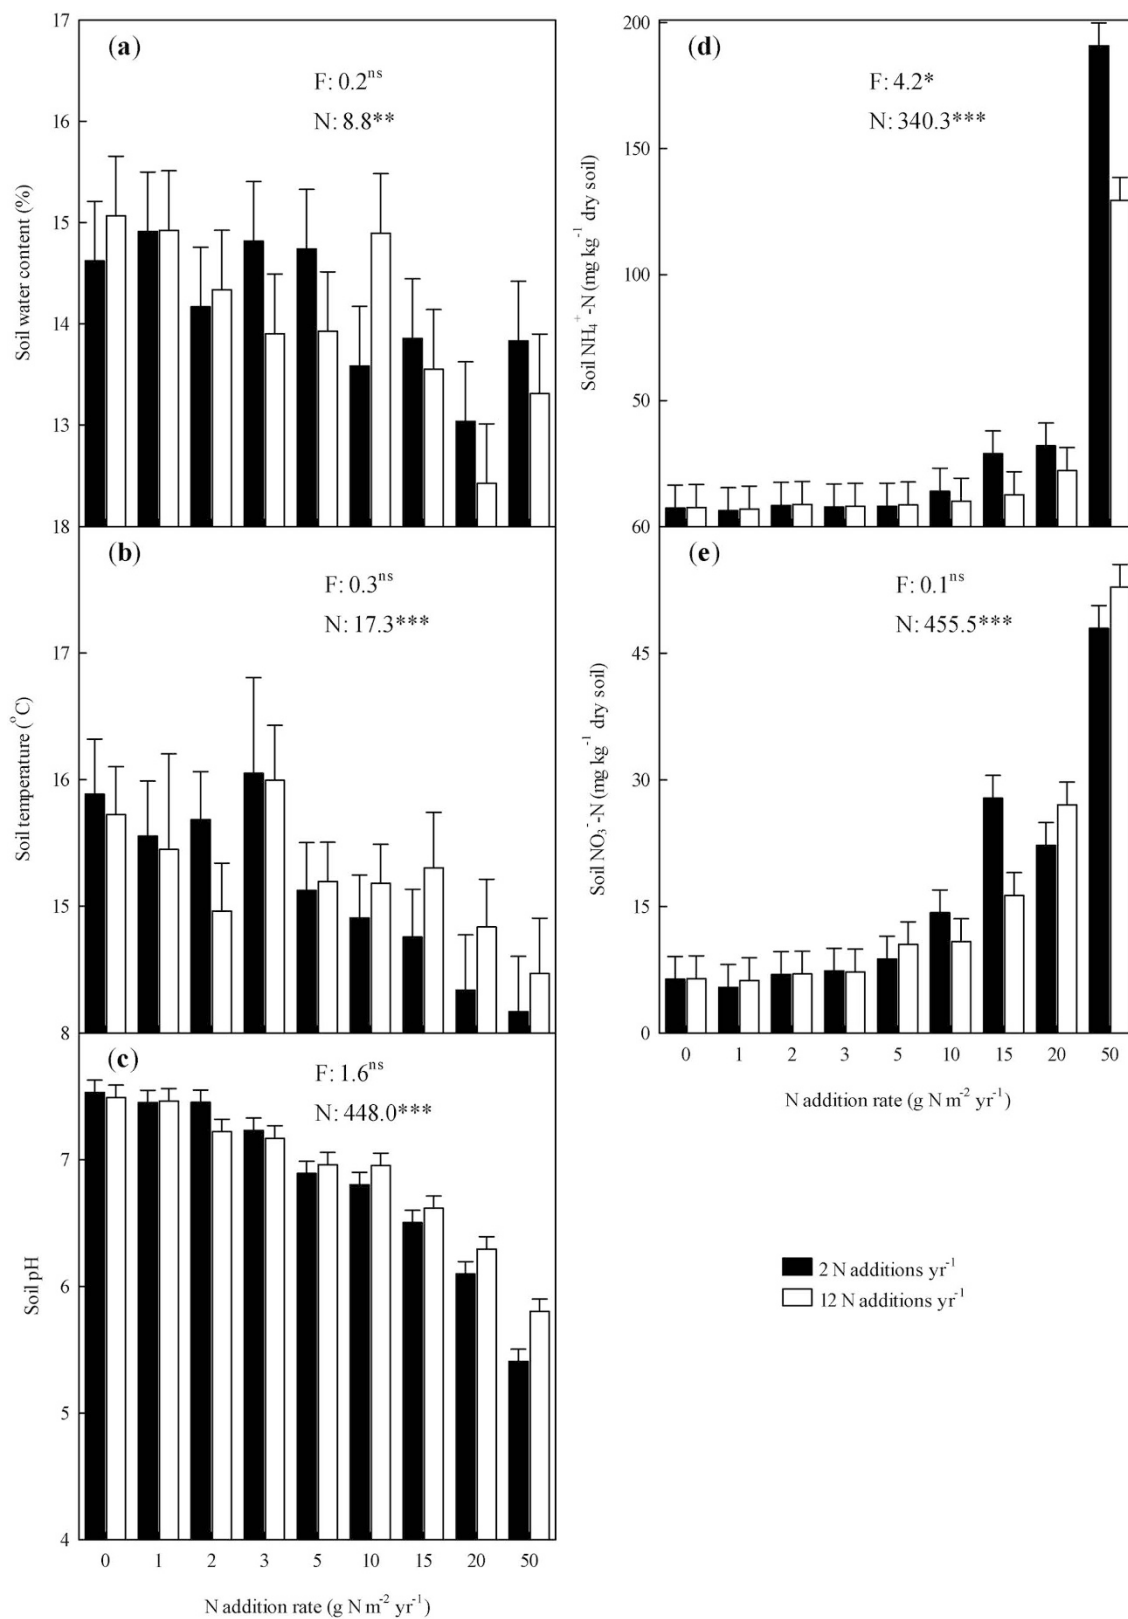 17
(a)
F: 0.2ns
N: 8.8**
16
15
14
13
18
Soil water content (%)
(b)
F: 0.3ns
N: 17.3***
17
16
15
8
Soil temperature (oC)
(c)
F: 1.6ns
N: 448.0***
7
6
5
4
Soil pH
0 1 2 3 5 10 15 20 50
N addition rate (g N m-2 yr-1)
200
(d)
F: 4.2*
N: 340.3***
150
100
50
60
Soil NH4+-N (mg kg-1 dry soil)
(e)
F: 0.1ns
N: 455.5***
45
30
15
0
Soil NO3--N (mg kg-1 dry soil)
0 1 2 3 5 10 15 20 50
N addition rate (g N m-2 yr-1)
2 N additions yr-1
12 N additions yr-1